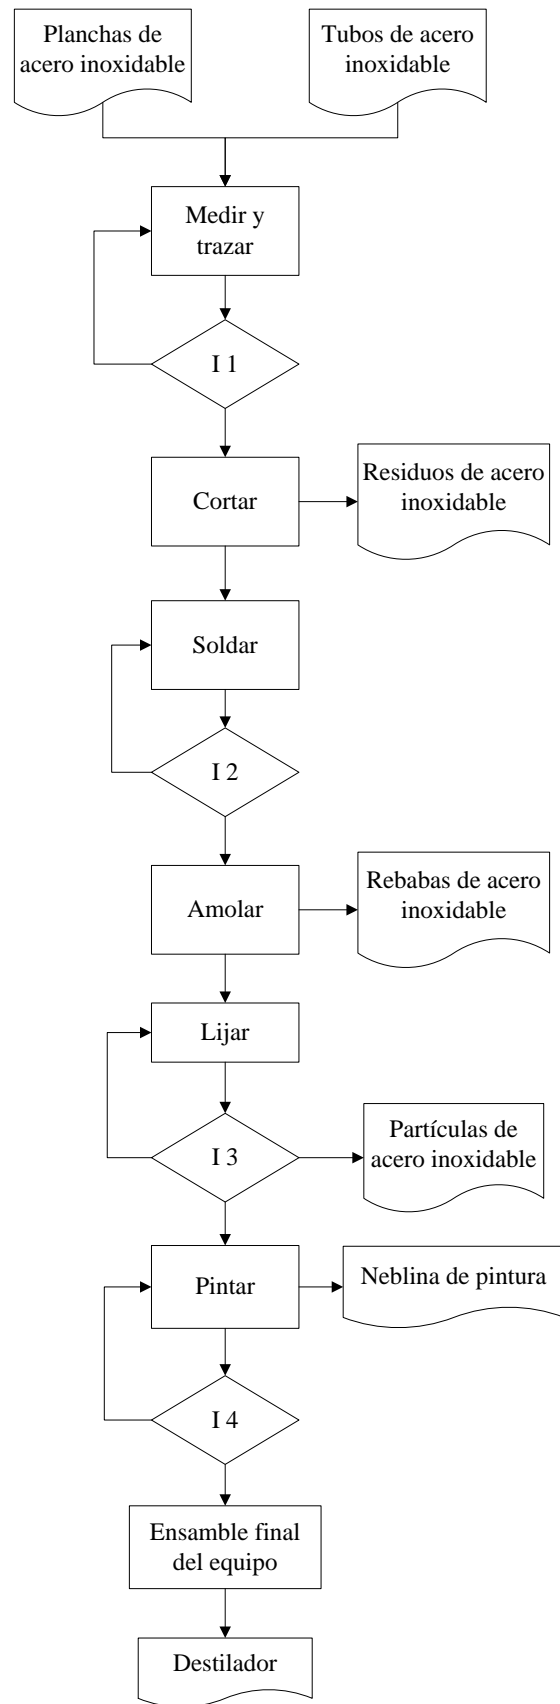 Planchas de
acero inoxidable
Tubos de acero
inoxidable
Medir y
trazar
I 1
Cortar
Residuos de acero
inoxidable
Soldar
I 2
Amolar
Rebabas de acero
inoxidable
Lijar
I 3
Partículas de
acero inoxidable
Pintar
Neblina de pintura
I 4
Ensamble final
del equipo
Destilador